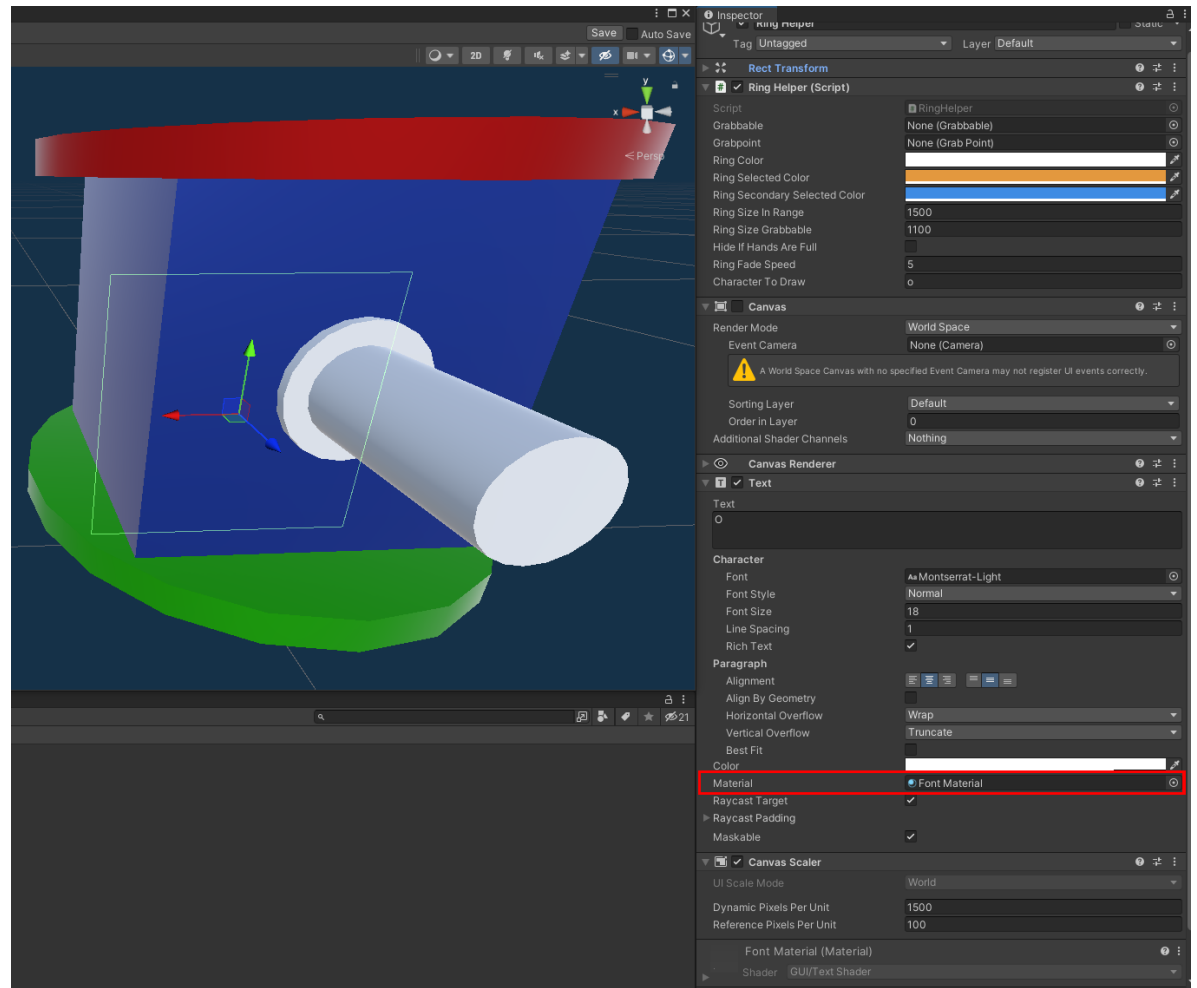 Save Auto Save
2D
y
x
< Persp
21
Inspector
Ring Helper Static
Tag Untagged Layer Default
Rect Transform
Ring Helper (Script)
Script RingHelper
Grabbable None (Grabbable)
Grabpoint None (Grab Point)
Ring Color
Ring Selected Color
Ring Secondary Selected Color
Ring Size In Range 1500
Ring Size Grabbable 1100
Hide If Hands Are Full
Ring Fade Speed 5
Character To Draw o
Canvas
Render Mode World Space
Event Camera None (Camera)
A World Space Canvas with no specified Event Camera may not register UI events correctly.
Sorting Layer Default
Order in Layer 0
Additional Shader Channels Nothing
Canvas Renderer
Text
Text
O
Character
Font Aa Montserrat-Light
Font Style Normal
Font Size 18
Line Spacing 1
Rich Text
Paragraph
Alignment
Align By Geometry
Horizontal Overflow Wrap
Vertical Overflow Truncate
Best Fit
Color
Material Font Material
Raycast Target
Raycast Padding
Maskable
Canvas Scaler
UI Scale Mode World
Dynamic Pixels Per Unit 1500
Reference Pixels Per Unit 100
Font Material (Material)
Shader GUI/Text Shader